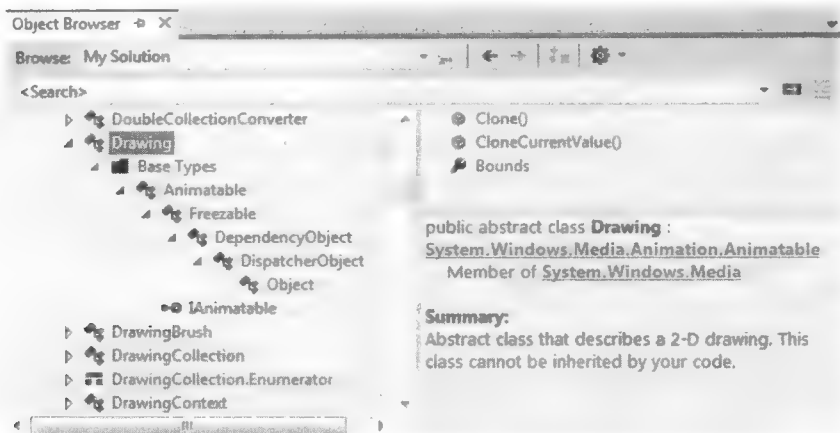 Object Browser
Browse: My Solution
<Search>
DoubleCollectionConverter
Drawing
Base Types
Animatable
Freezable
DependencyObject
DispatcherObject
Object
IAnimatable
DrawingBrush
DrawingCollection
DrawingCollection.Enumerator
DrawingContext
Clone()
CloneCurrentValue()
Bounds
public abstract class Drawing :
System.Windows.Media.Animation.Animatable
Member of System.Windows.Media
Summary:
Abstract class that describes a 2-D drawing. This
class cannot be inherited by your code.